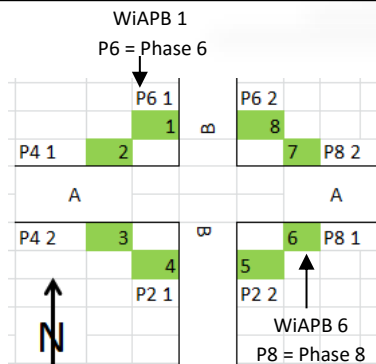 WiAPB 1
P6 = Phase 6
P6 1 P6 2
1 B 8
P4 1 2 7 P8 2
A A
P4 2 3 B 6 P8 1
4 5
P2 1 P2 2
N
WiAPB 6
P8 = Phase 8